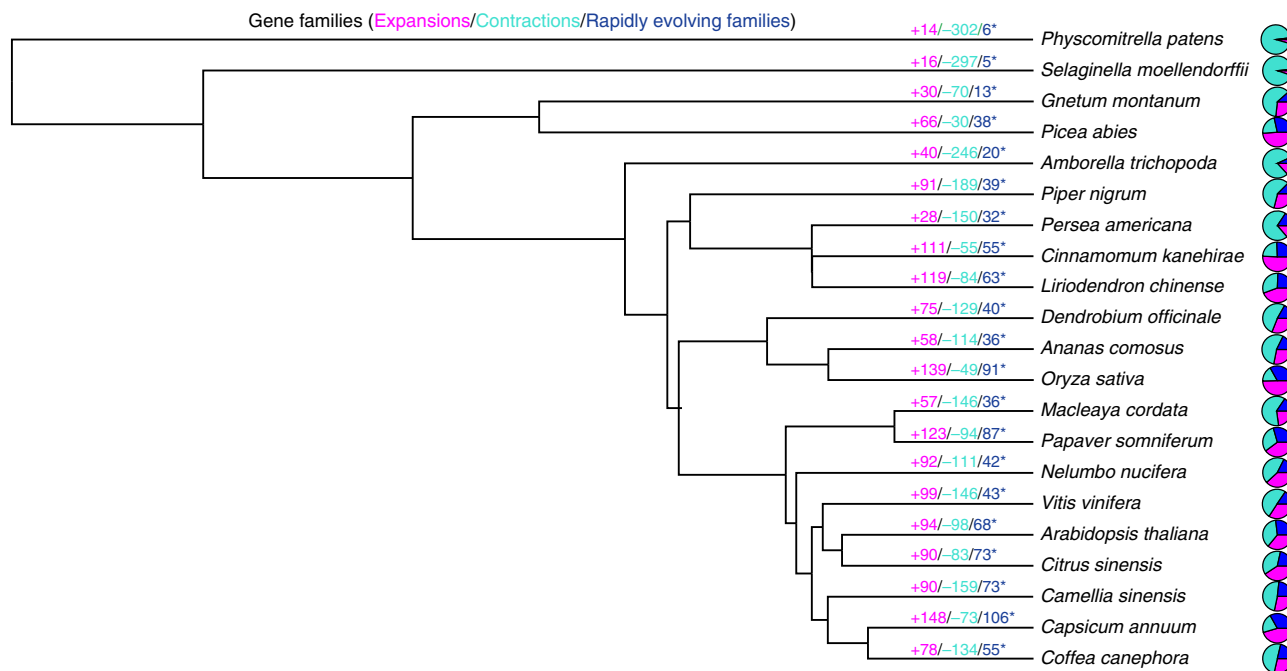 Gene families (Expansions/Contractions/Rapidly evolving families)
+14/–302/6* Physcomitrella patens
+16/–297/5* Selaginella moellendorffii
+30/–70/13* Gnetum montanum
+66/–30/38* Picea abies
+40/–246/20* Amborella trichopoda
+91/–189/39* Piper nigrum
+28/–150/32* Persea americana
+111/–55/55* Cinnamomum kanehirae
+119/–84/63* Liriodendron chinense
+75/–129/40* Dendrobium officinale
+58/–114/36* Ananas comosus
+139/–49/91* Oryza sativa
+57/–146/36* Macleaya cordata
+123/–94/87* Papaver somniferum
+92/–111/42* Nelumbo nucifera
+99/–146/43* Vitis vinifera
+94/–98/68* Arabidopsis thaliana
+90/–83/73* Citrus sinensis
+90/–159/73* Camellia sinensis
+148/–73/106* Capsicum annuum
+78/–134/55* Coffea canephora